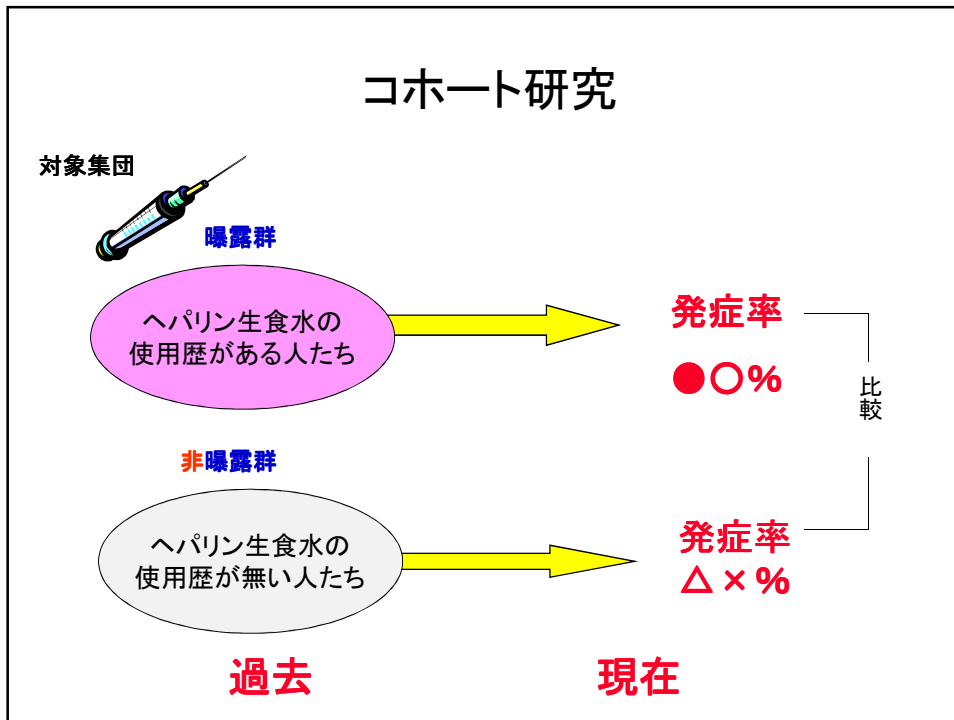 コホート研究
対象集団
曝露群
ヘパリン生食水の
使用歴がある人たち
発症率
●○%
比較
非曝露群
ヘパリン生食水の
使用歴が無い人たち
発症率
△×%
過去
現在